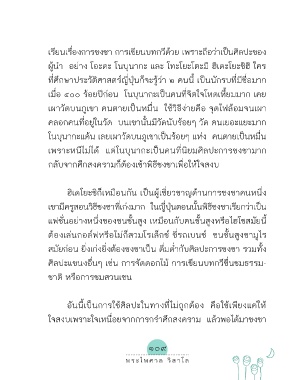 เรียนเรื่องการชงชา การเขียนบทกวีด้วย เพราะถือว่าเป็นศิลปะของ
ผู้นำ อย่าง โอะดะ โนบุนากะ และ โทะโยะโตะมิ ฮิเดะโยะชิฮิ ใคร
ที่ศึกษาประวัติศาสตร์ญี่ปุ่นก็จะรู้ว่า ๒ คนนี้ เป็นนักรบที่มีชื่อมาก
เมื่อ ๕๐๐ ร้อยปีก่อน โนบุนากะเป็นคนที่จิตใจโหดเหี้ยมมาก เคย
เผาวัดบนภูเขา คนตายเป็นหมื่น ใช้วิธีง่ายคือ จุดไฟล้อมจนเผา
คลอกคนที่อยู่ในวัด บนเขานั้นมีวัดนับร้อยๆ วัด คนเยอะแยะมาก
โนบุนากะแค้น เลยเผาวัดบนภูเขาเป็นร้อยๆ แห่ง คนตายเป็นหมื่น
เพราะหนีไม่ได้ แต่โนบุนากะเป็นคนที่นิยมศิลปะการชงชามาก
กลับจากศึกสงครามก็ต้องเข้าพิธีชงชาเพื่อให้ใจสงบ
ฮิเดโยะชิก็เหมือนกัน เป็นผู้เชี่ยวชาญด้านการชงชาคนหนึ่ง
เขามีครูสอนวิธีชงชาที่เก่งมาก ในญี่ปุ่นตอนนั้นพิธีชงชาเรียกว่าเป็น
แฟชั่นอย่างหนึ่งของชนชั้นสูง เหมือนกับคนชั้นสูงหรือไฮโซสมัยนี้
ต้องเล่นกอล์ฟหรือไม่ก็สวมโรเล็กซ์ ขี่รถเบนซ์ ชนชั้นสูงซามูไร
สมัยก่อน ยิ่งเก่งยิ่งต้องชงชาเป็น ดื่มด่ำกับศิลปะการชงชา รวมทั้ง
ศิลปะแขนงอื่นๆ เช่น การจัดดอกไม้ การเขียนบทกวีชื่นชมธรรม-
ชาติ หรือการชมสวนเซน
อันนี้เป็นการใช้ศิลปะในทางที่ไม่ถูกต้อง คือใช้เพียงแค่ให้
ใจสงบเพราะใจเหนื่อยจากการกรำศึกสงคราม แล้วพอได้มาชงชา
๑๐๙
พระไพศาล วิสาโล